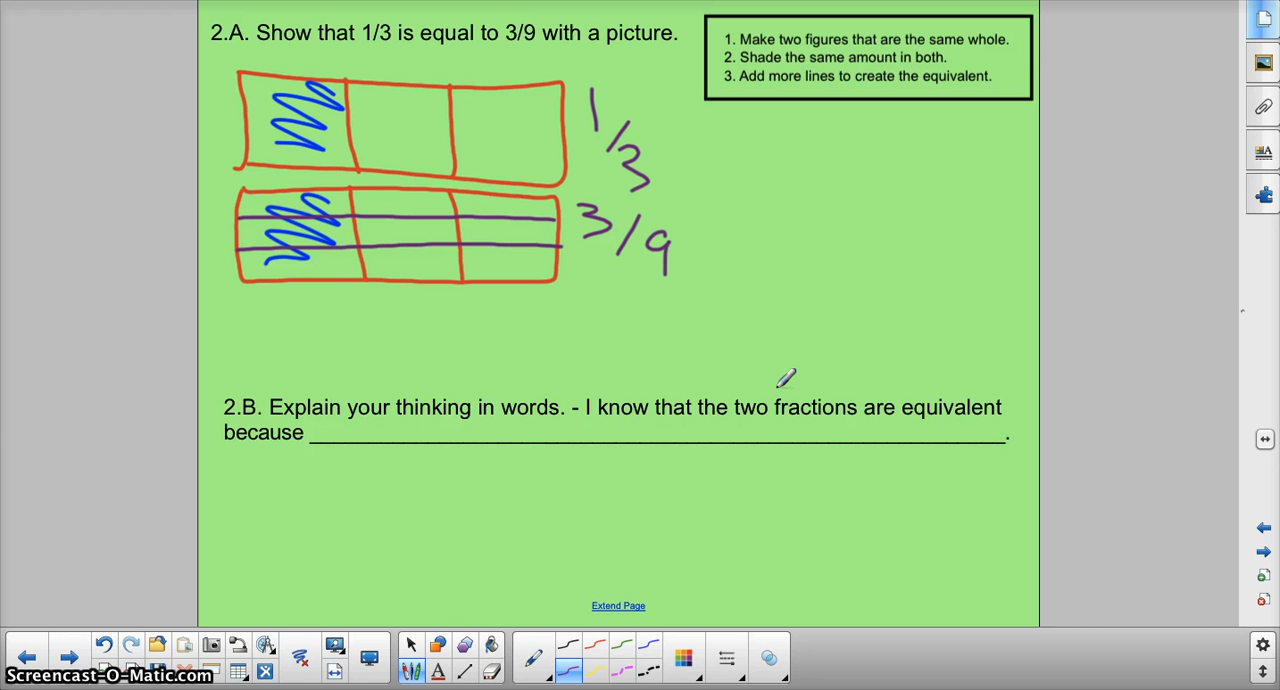 2.A. Show that 1/3 is equal to 3/9 with a picture.
1. Make two figures that are the same whole.
2. Shade the same amount in both.
3. Add more lines to create the equivalent.
1/3
3/9
2.B. Explain your thinking in words. - I know that the two fractions are equivalent
because ______________________________________________________.
Extend Page
Screencast-O-Matic.com